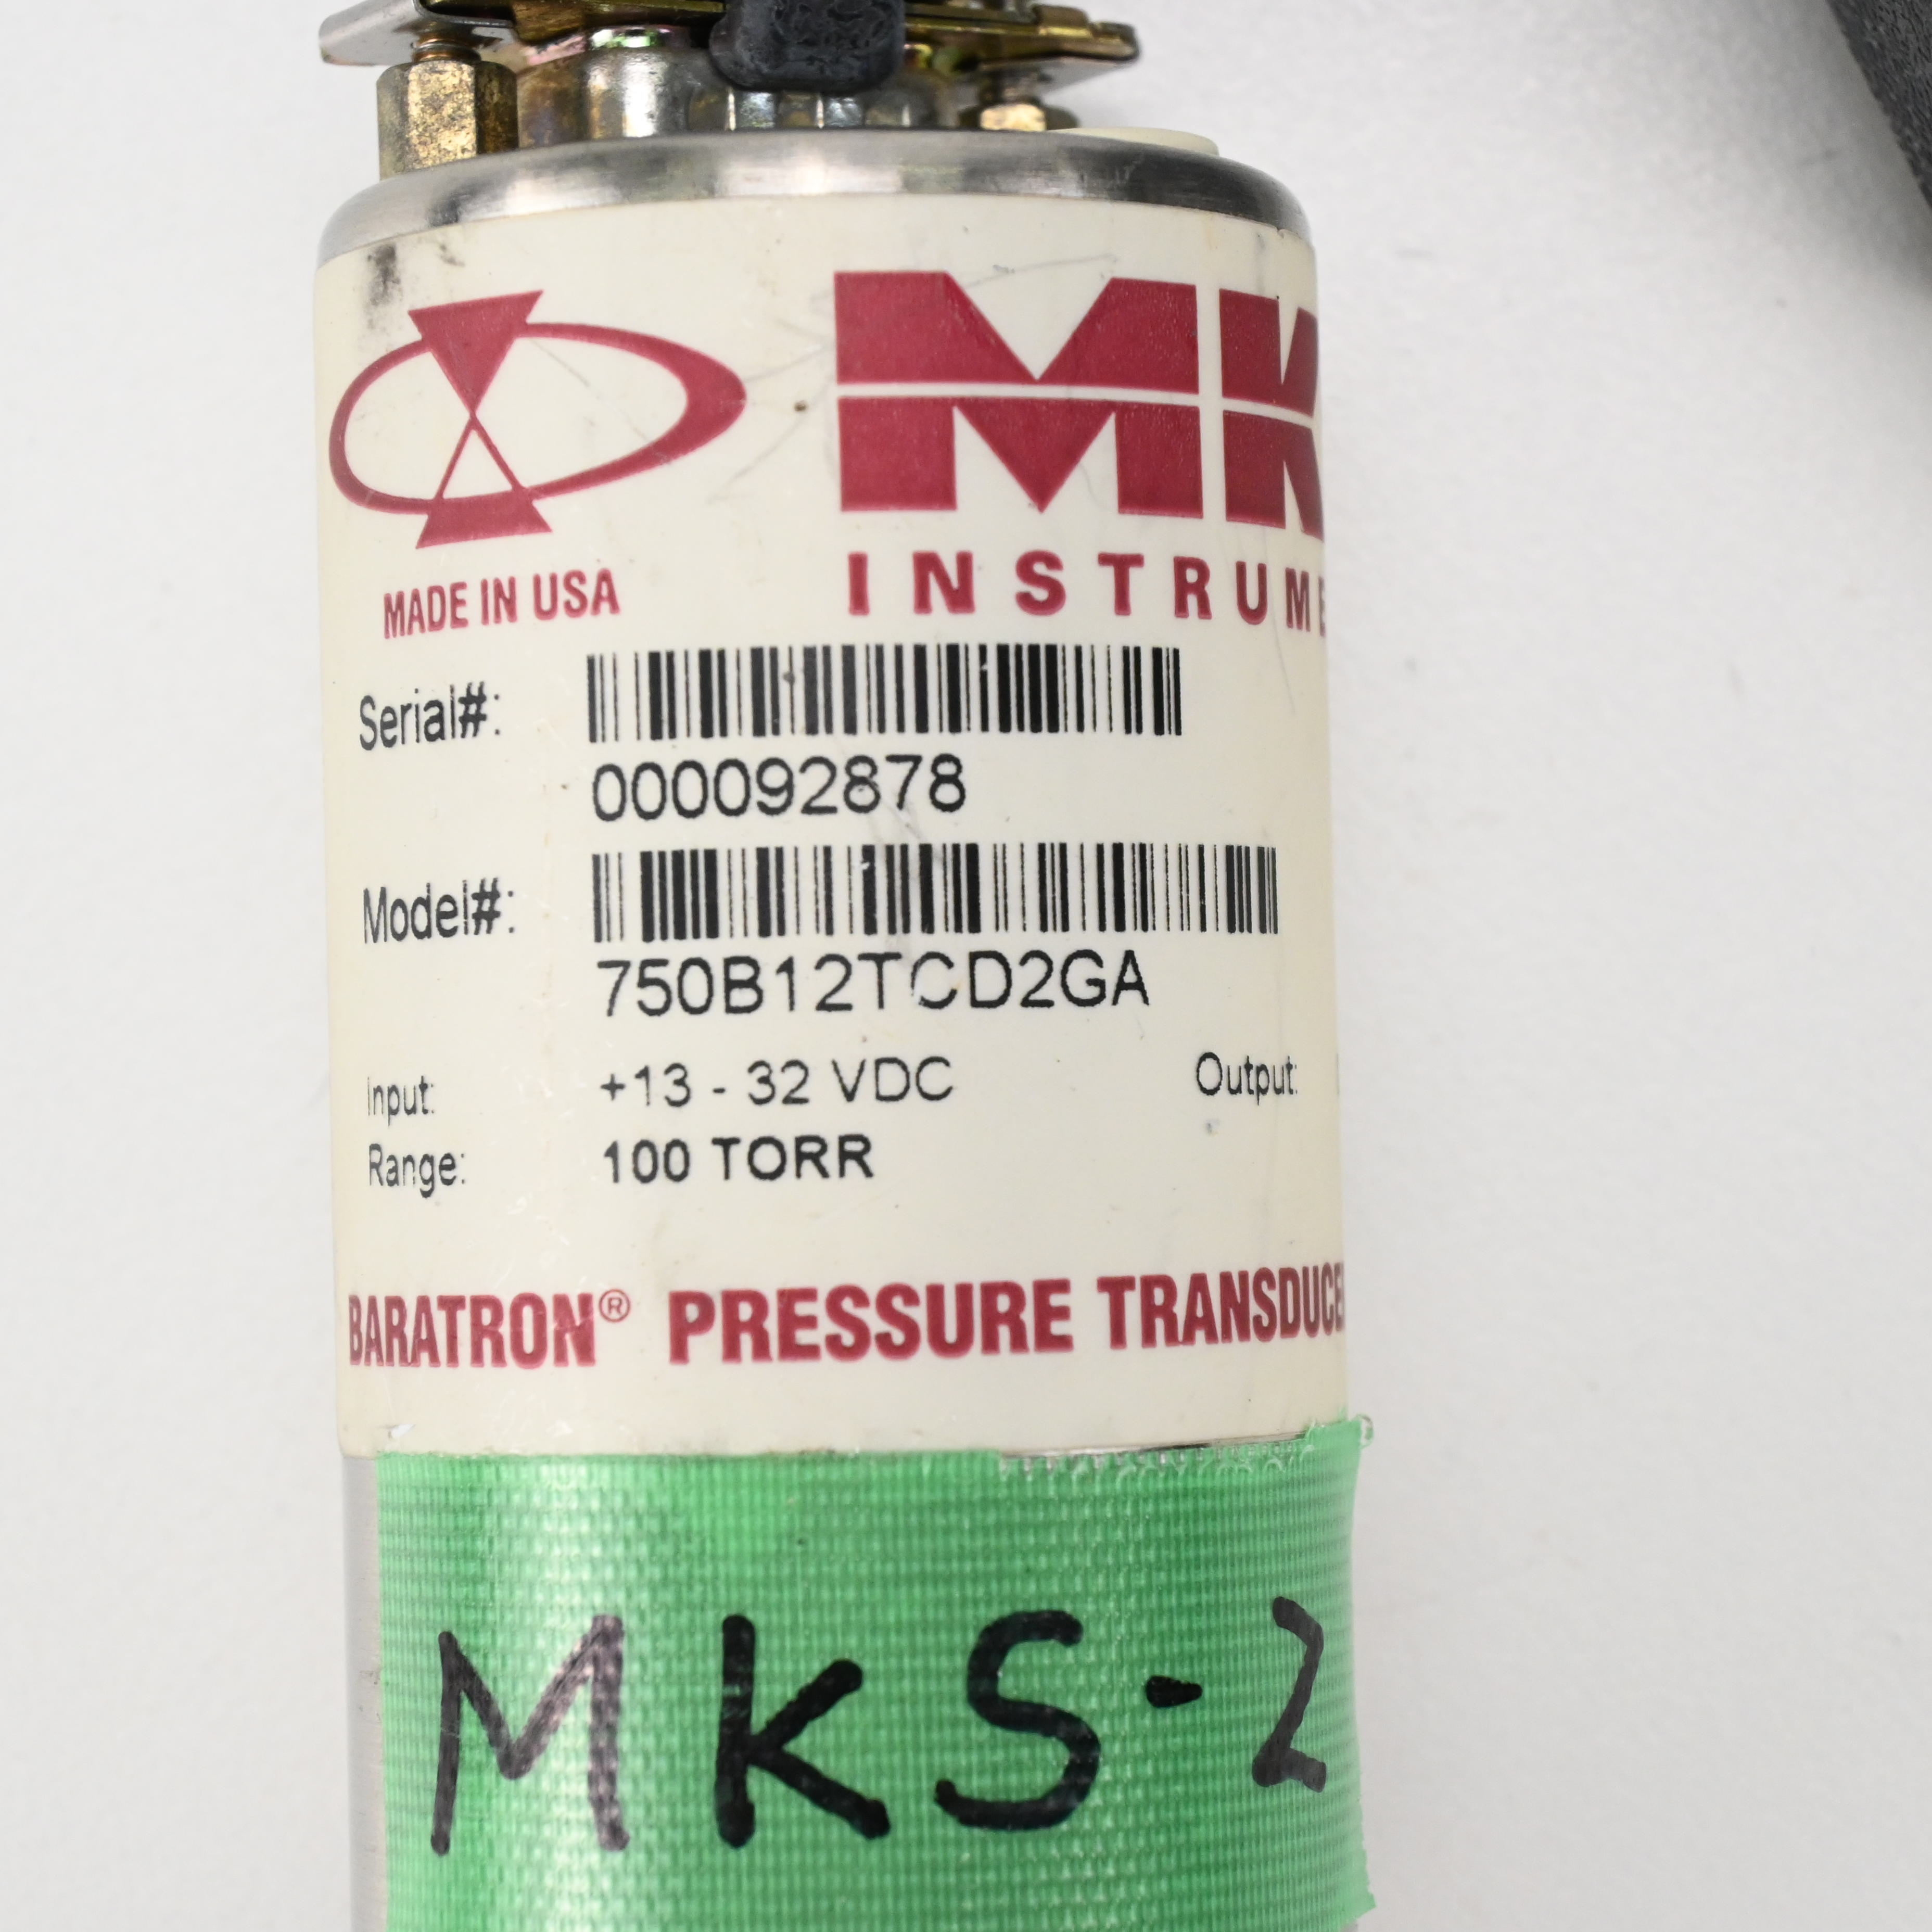 MK
MADE IN USA
INSTRUME
Serial#:
000092878
Model#:
750B12TCD2GA
Input: +13 - 32 VDC Output:
Range: 100 TORR
BARATRON® PRESSURE TRANSDUCE
MKS-2